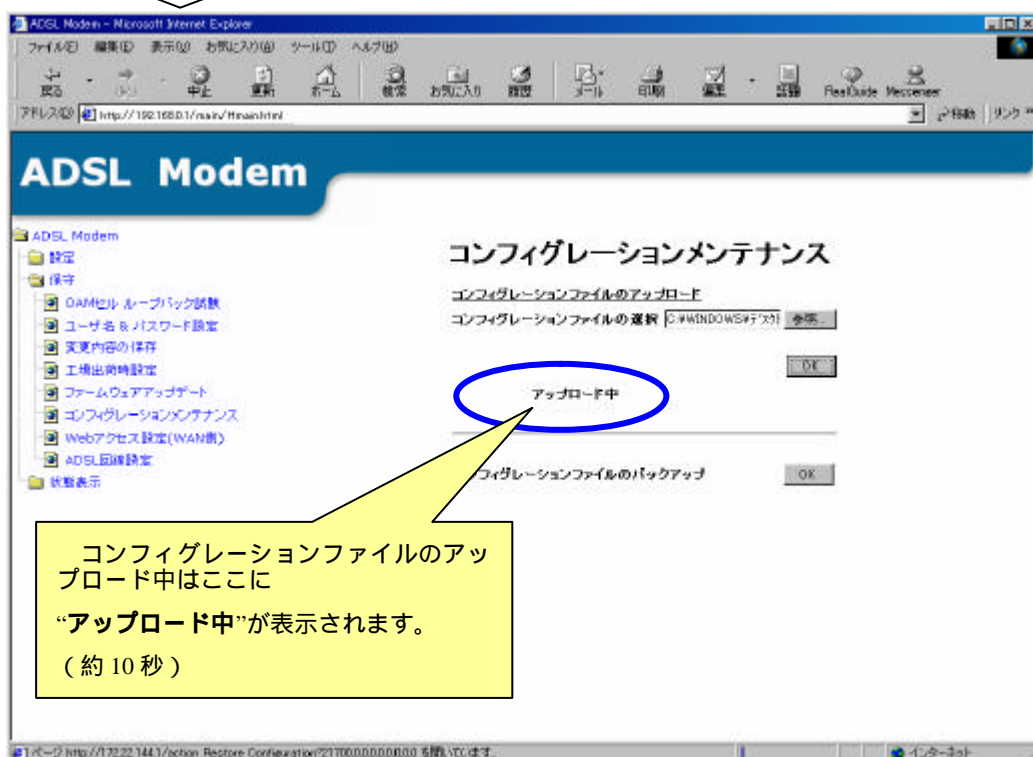 ADSL Modem - Microsoft Internet Explorer
ファイル(F) 編集(E) 表示(V) お気に入り(A) ツール(T) ヘルプ(H)
戻る 中止 更新 ホーム 検索 お気に入り 履歴 メール 印刷 編集 話題 RealGuide Messenger
アドレス(D) http://192.168.0.1/main/ttmain.html 移動 リンク
ADSL Modem
ADSL Modem
設定
保守
OAMセル ループバック試験
ユーザ名 & パスワード設定
変更内容の保存
工場出荷時設定
ファームウェアアップデート
コンフィグレーションメンテナンス
Webアクセス設定(WAN側)
ADSL回線設定
状態表示
コンフィグレーションメンテナンス
コンフィグレーションファイルのアップロード
コンフィグレーションファイルの選択 C:¥WINDOWS¥デスクト 参照...
OK
アップロード中
フィグレーションファイルのバックアップ OK
コンフィグレーションファイルのアッ
プロード中はここに
“アップロード中”が表示されます。
(約 10 秒)
インターネット